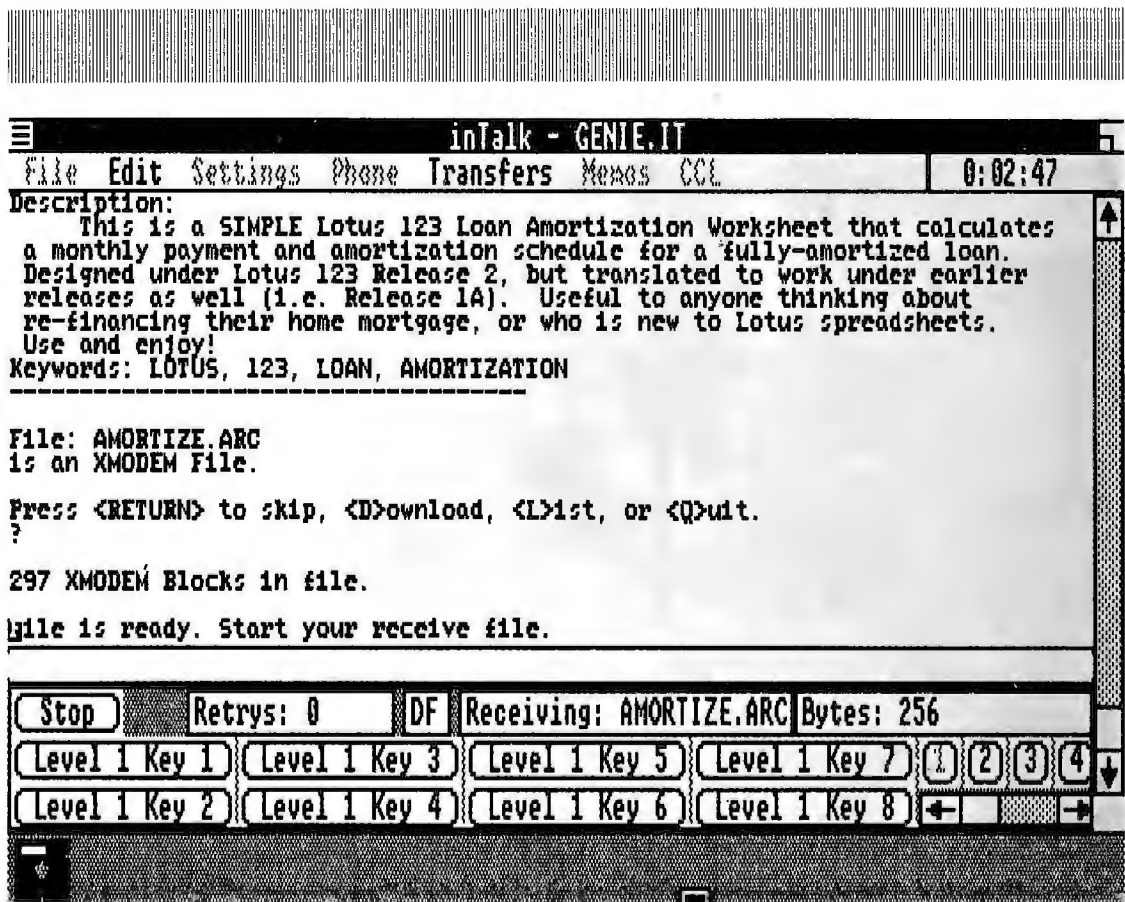 inTalk - GENIE.IT
File Edit Settings Phone Transfers Memos CCL 0:02:47
Description:
This is a SIMPLE Lotus 123 Loan Amortization Worksheet that calculates
a monthly payment and amortization schedule for a fully-amortized loan.
Designed under Lotus 123 Release 2, but translated to work under earlier
releases as well (i.e. Release 1A). Useful to anyone thinking about
re-financing their home mortgage, or who is new to Lotus spreadsheets.
Use and enjoy!
Keywords: LOTUS, 123, LOAN, AMORTIZATION
------------------------------------------------
File: AMORTIZE.ARC
is an XMODEM File.
Press <RETURN> to skip, <D>ownload, <L>ist, or <Q>uit.
?
297 XMODEM Blocks in file.
File is ready. Start your receive file.
Stop Retrys: 0 DF Receiving: AMORTIZE.ARC Bytes: 256
Level 1 Key 1 Level 1 Key 3 Level 1 Key 5 Level 1 Key 7 1 2 3 4
Level 1 Key 2 Level 1 Key 4 Level 1 Key 6 Level 1 Key 8